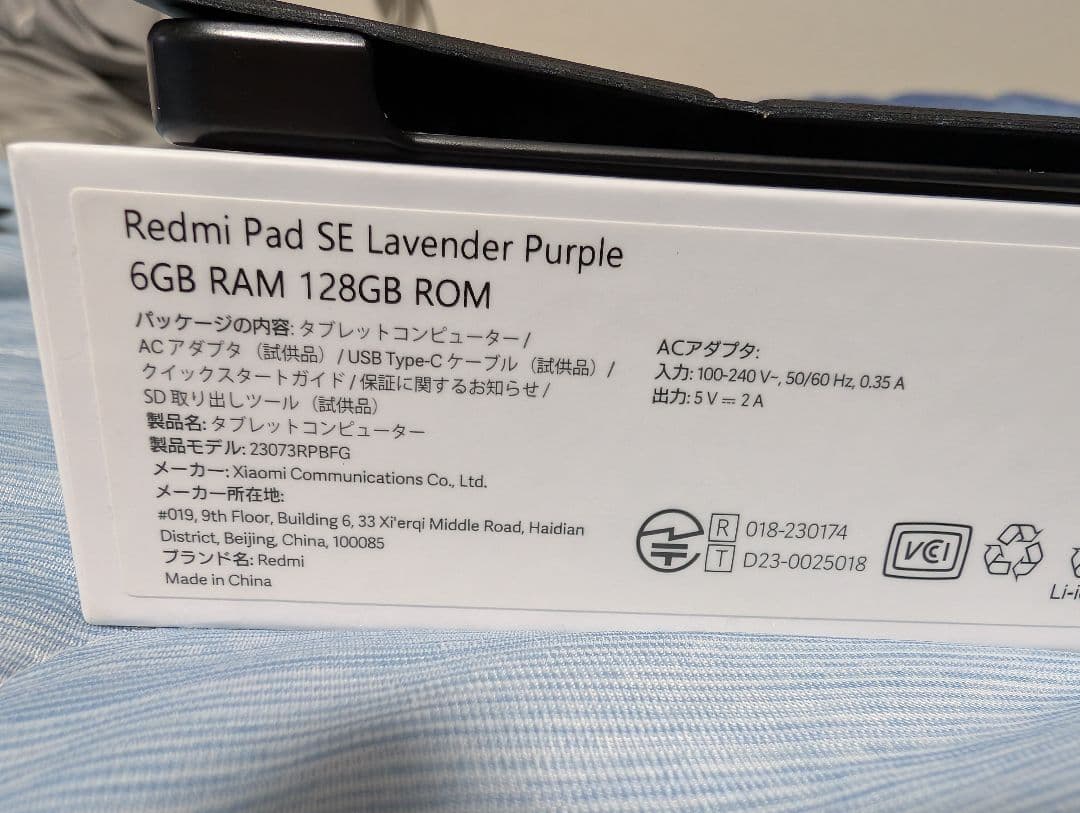 Redmi Pad SE Lavender Purple
6GB RAM 128GB ROM
パッケージの内容: タブレットコンピューター /
AC アダプタ（試供品）/ USB Type-C ケーブル（試供品）/
クイックスタートガイド / 保証に関するお知らせ /
SD 取り出しツール（試供品）
製品名: タブレットコンピューター
製品モデル: 23073RPBFG
メーカー: Xiaomi Communications Co., Ltd.
メーカー所在地:
#019, 9th Floor, Building 6, 33 Xi'erqi Middle Road, Haidian
District, Beijing, China, 100085
ブランド名: Redmi
Made in China
ACアダプタ:
入力: 100-240 V~, 50/60 Hz, 0.35 A
出力: 5 V ⎓ 2 A
R 018-230174
T D23-0025018
VCCI